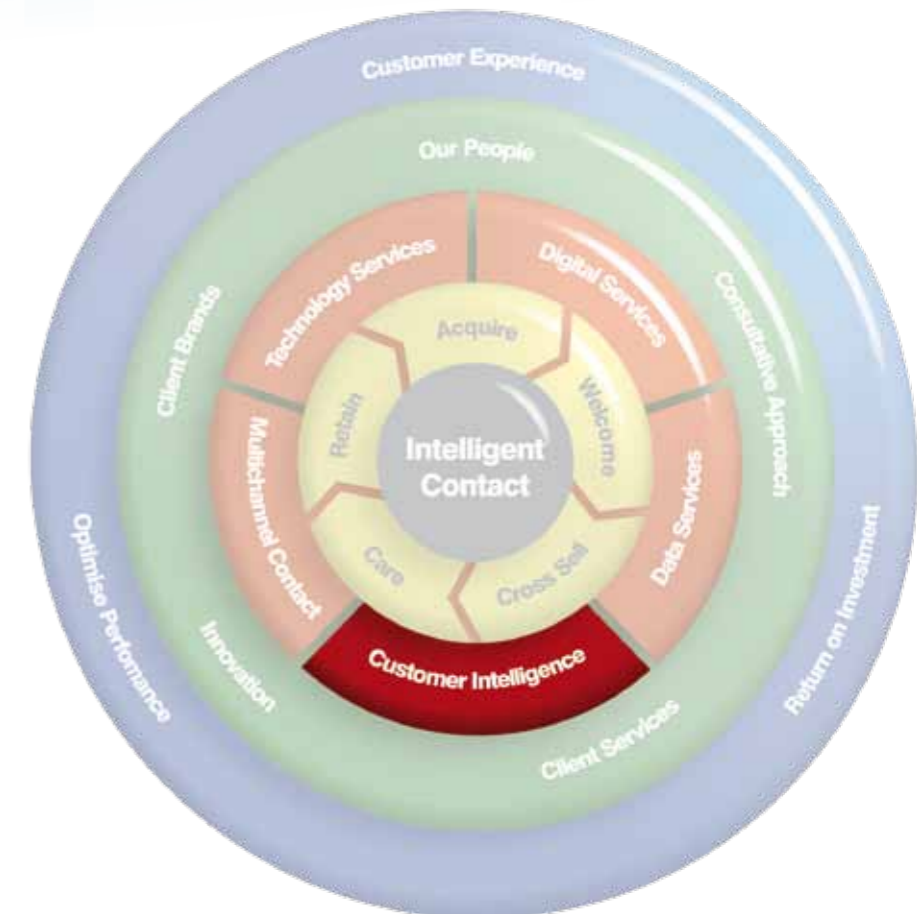 Customer Experience
Our People
Technology Services
Digital Services
Acquire
Client Brands
Consultative Approach
Retain
Welcome
Intelligent
Contact
Multichannel Contact
Data Services
Care
Cross Sell
Customer Intelligence
Optimise Perfomance
Innovation
Client Services
Return on Investment